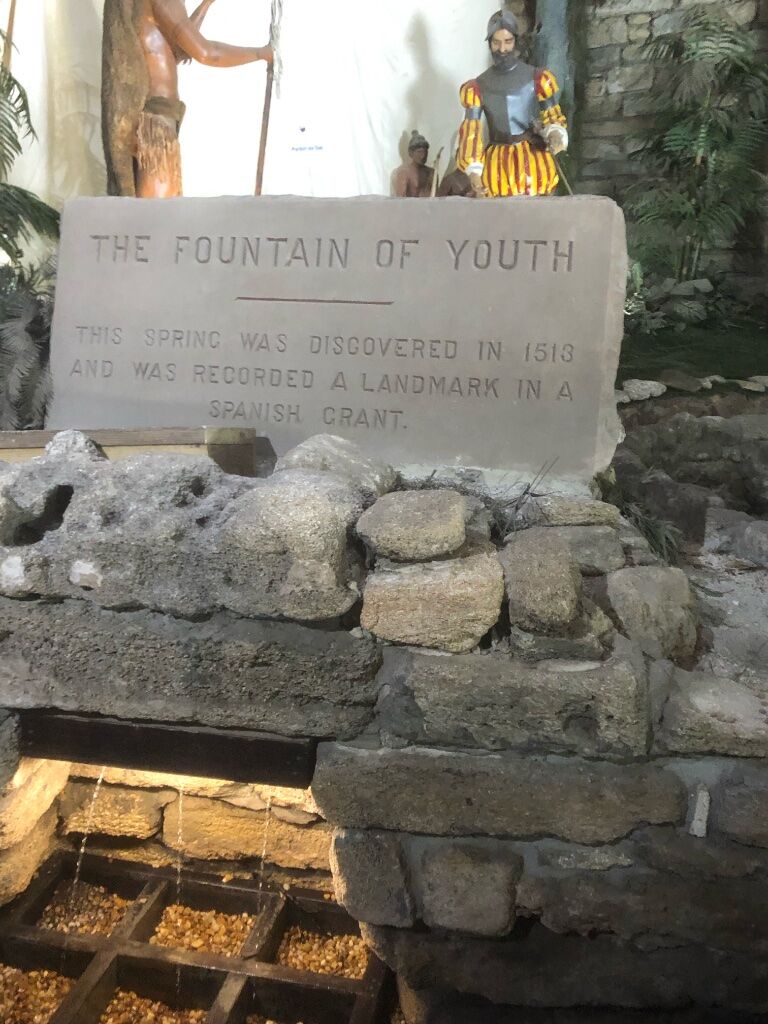 THE FOUNTAIN OF YOUTH
THIS SPRING WAS DISCOVERED IN 1513
AND WAS RECORDED A LANDMARK IN A
SPANISH GRANT.